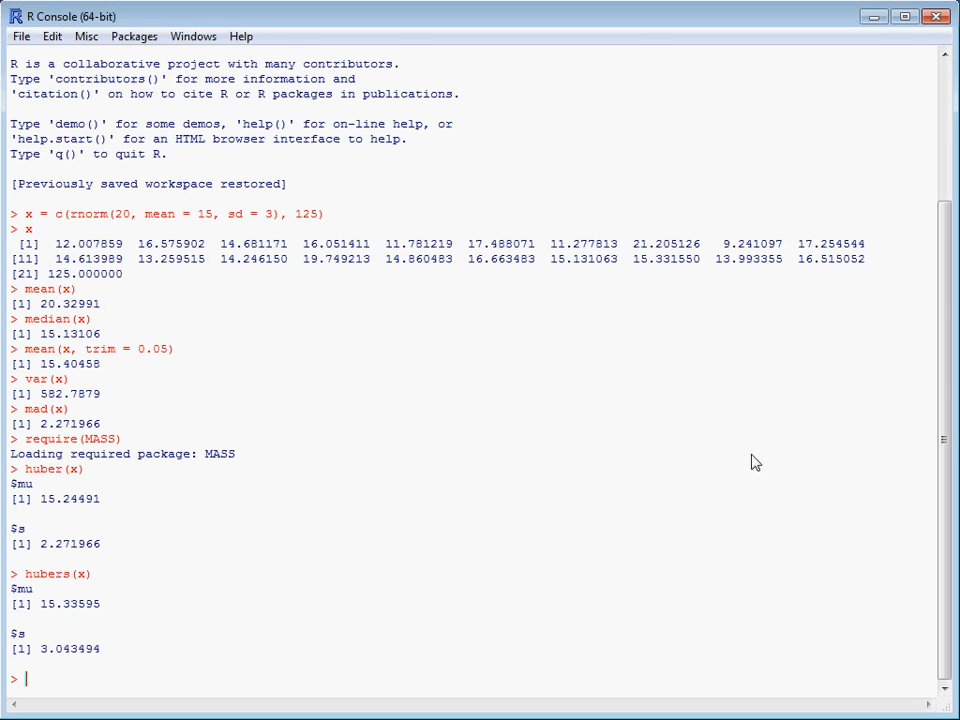 R Console (64-bit)
File Edit Misc Packages Windows Help
R is a collaborative project with many contributors.
Type 'contributors()' for more information and
'citation()' on how to cite R or R packages in publications.
Type 'demo()' for some demos, 'help()' for on-line help, or
'help.start()' for an HTML browser interface to help.
Type 'q()' to quit R.
[Previously saved workspace restored]
> x = c(rnorm(20, mean = 15, sd = 3), 125)
> x
[1] 12.007859 16.575902 14.681171 16.051411 11.781219 17.488071 11.277813 21.205126 9.241097 17.254544
[11] 14.613989 13.259515 14.246150 19.749213 14.860483 16.663483 15.131063 15.331550 13.993355 16.515052
[21] 125.000000
> mean(x)
[1] 20.32991
> median(x)
[1] 15.13106
> mean(x, trim = 0.05)
[1] 15.40458
> var(x)
[1] 582.7879
> mad(x)
[1] 2.271966
> require(MASS)
Loading required package: MASS
> huber(x)
$mu
[1] 15.24491
$s
[1] 2.271966
> hubers(x)
$mu
[1] 15.33595
$s
[1] 3.043494
>